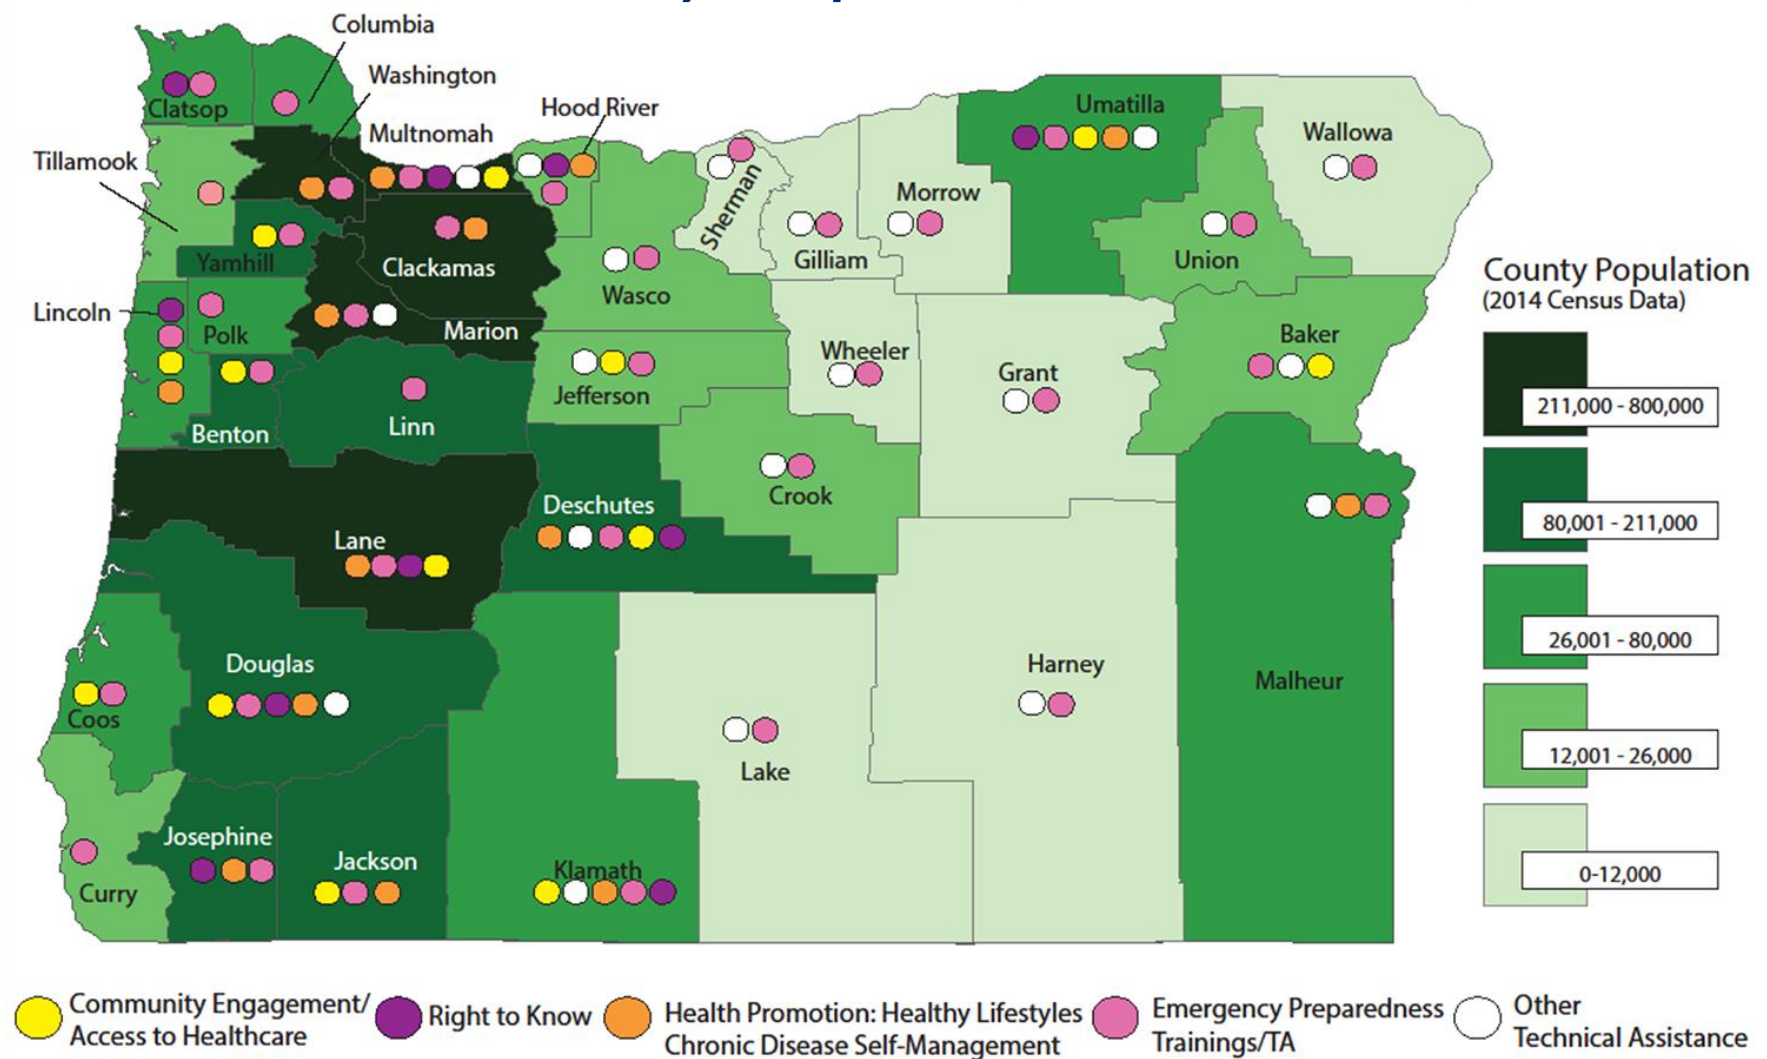 Columbia
Washington
Clatsop
Hood River
Umatilla
Multnomah
Wallowa
Tillamook
Sherman
Morrow
Yamhill
Clackamas
Gilliam
Union
Wasco
Lincoln
Polk
Marion
Baker
Wheeler
Grant
Jefferson
Benton
Linn
Crook
Deschutes
Lane
Douglas
Harney
Malheur
Coos
Lake
Josephine
Jackson
Klamath
Curry
County Population
(2014 Census Data)
211,000 - 800,000
80,001 - 211,000
26,001 - 80,000
12,001 - 26,000
0-12,000
Community Engagement/
Access to Healthcare
Right to Know
Health Promotion: Healthy Lifestyles
Chronic Disease Self-Management
Emergency Preparedness
Trainings/TA
Other
Technical Assistance